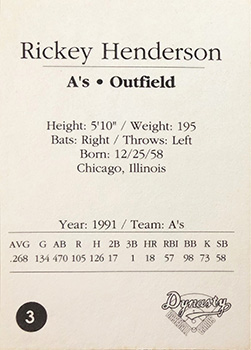 Rickey Henderson
A's • Outfield
Height: 5'10" / Weight: 195
Bats: Right / Throws: Left
Born: 12/25/58
Chicago, Illinois
Year: 1991 / Team: A's
AVG G AB R H 2B 3B HR RBI BB K SB
.268 134 470 105 126 17 1 18 57 98 73 58
3
Dynasty